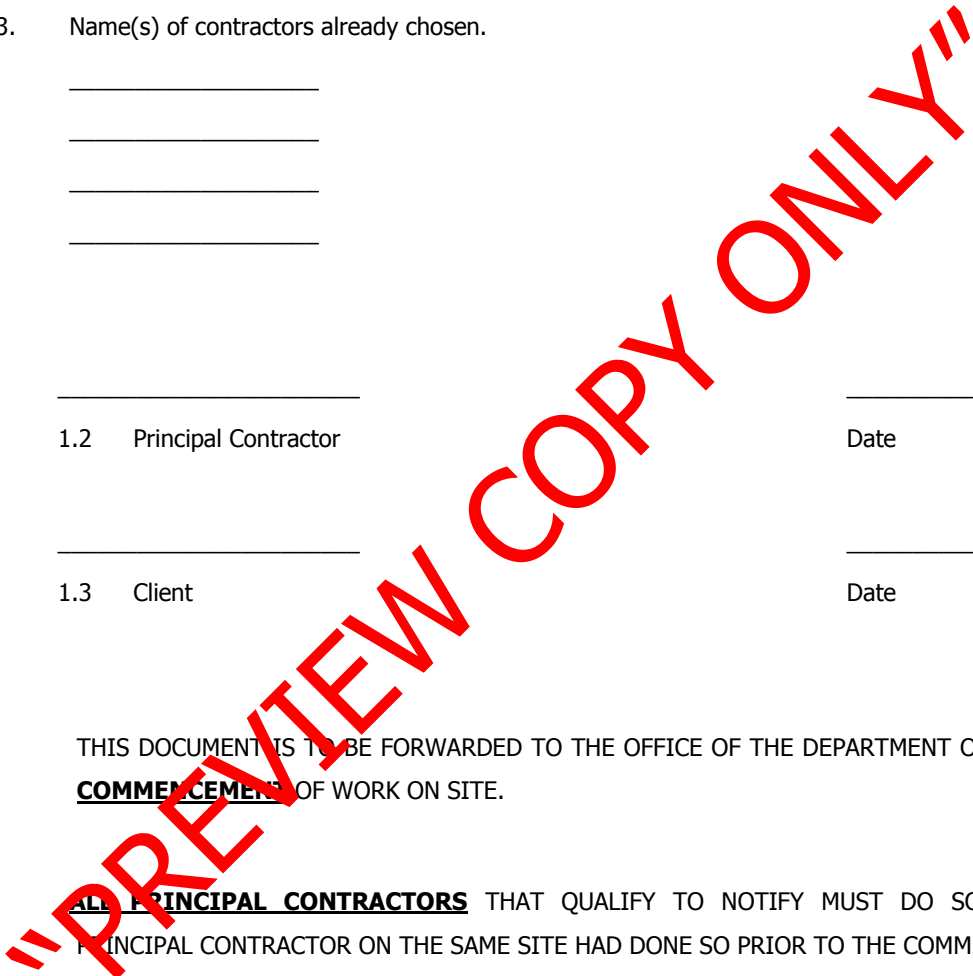 3. Name(s) of contractors already chosen.
1.2 Principal Contractor Date
1.3 Client Date
THIS DOCUMENT IS TO BE FORWARDED TO THE OFFICE OF THE DEPARTMENT O
COMMENCEMENT OF WORK ON SITE.
ALL PRINCIPAL CONTRACTORS THAT QUALIFY TO NOTIFY MUST DO SO
PRINCIPAL CONTRACTOR ON THE SAME SITE HAD DONE SO PRIOR TO THE COMM
"PREVIEW COPY ONLY"